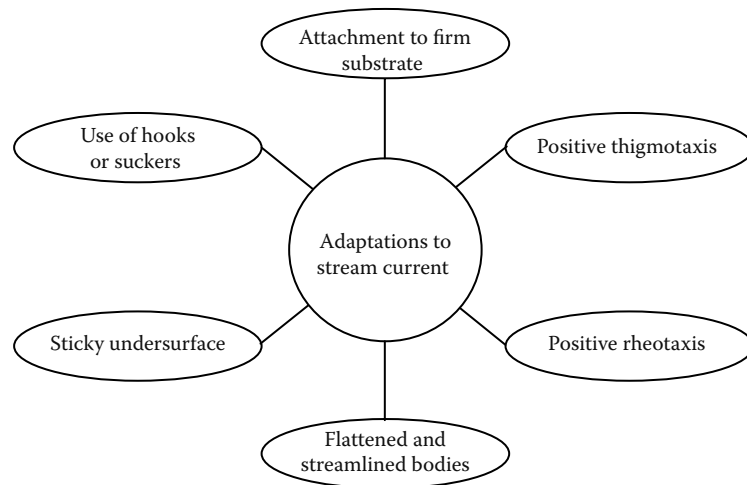 Attachment to firm
substrate
Use of hooks
or suckers
Positive thigmotaxis
Adaptations to
stream current
Sticky undersurface
Positive rheotaxis
Flattened and
streamlined bodies